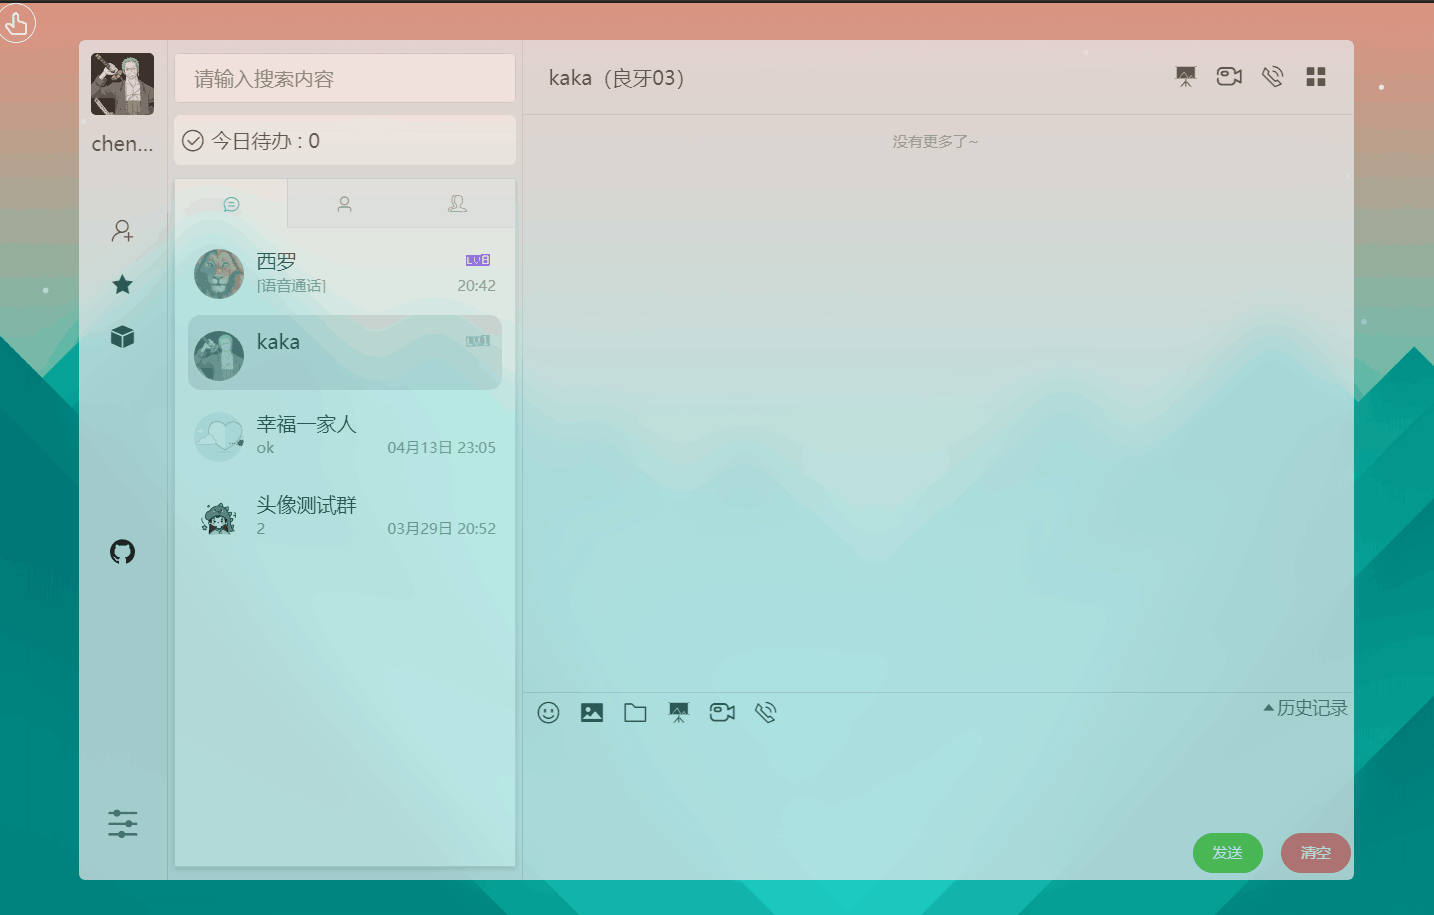 chen...
请输入搜索内容
今日待办 : 0
西罗
LV8
[语音通话]
20:42
kaka
LV1
幸福一家人
ok
04月13日 23:05
头像测试群
2
03月29日 20:52
kaka（良牙03）
没有更多了~
历史记录
发送
清空